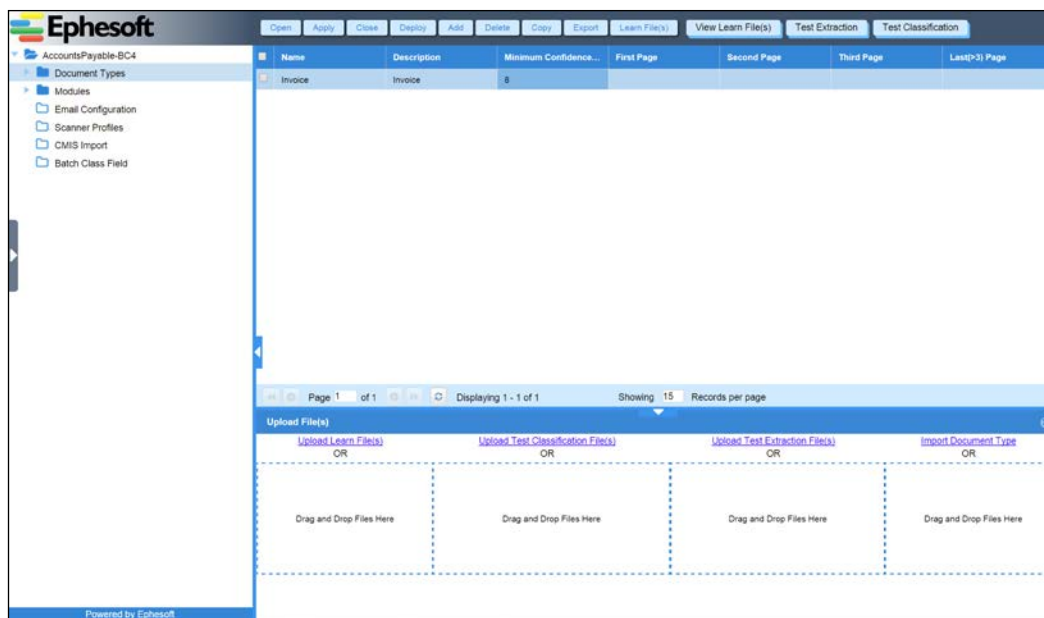 Ephesoft
Open Apply Close Deploy Add Delete Copy Export Learn File(s) View Learn File(s) Test Extraction Test Classification
AccountsPayable-BC4
Document Types
Modules
Email Configuration
Scanner Profiles
CMIS Import
Batch Class Field
Name Description Minimum Confidence... First Page Second Page Third Page Last(>3) Page
Invoice Invoice 8
Page 1 of 1 Displaying 1 - 1 of 1 Showing 15 Records per page
Upload File(s)
Upload Learn File(s) Upload Test Classification File(s) Upload Test Extraction File(s) Import Document Type
OR OR OR OR
Drag and Drop Files Here Drag and Drop Files Here Drag and Drop Files Here Drag and Drop Files Here
Powered by Ephesoft